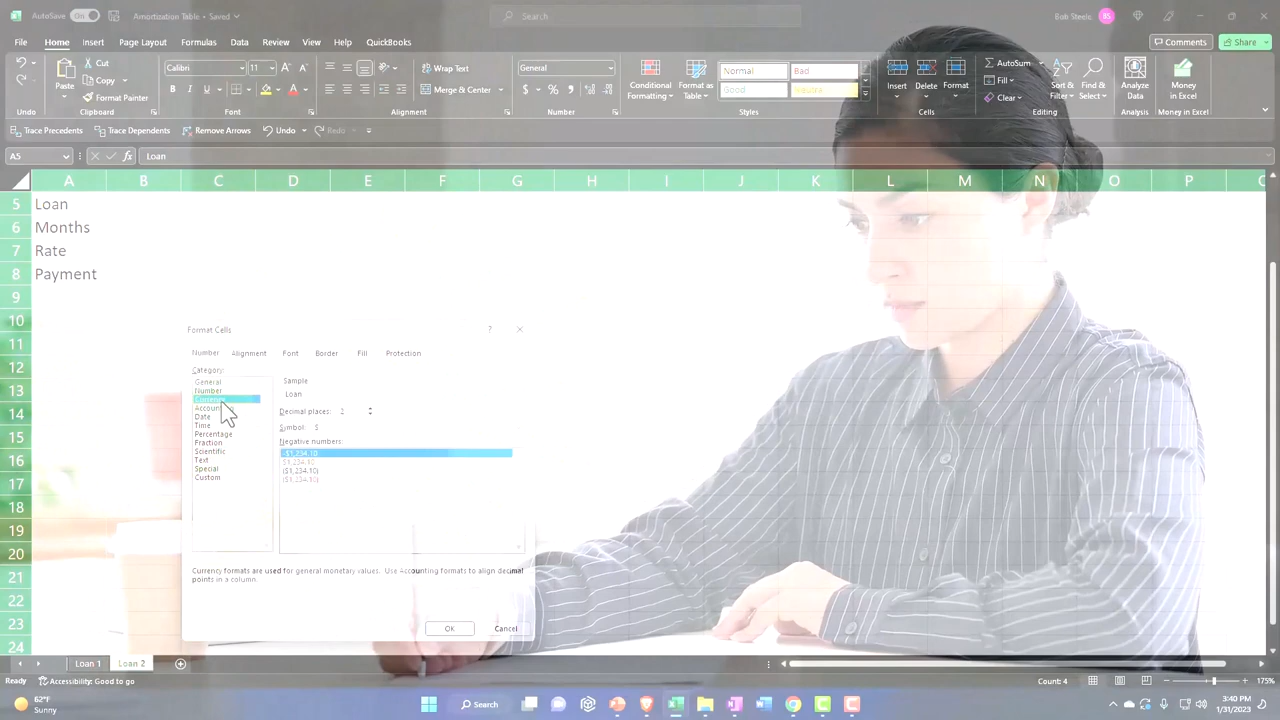 AutoSave On Amortization Table • Saved Search Bob Steele BS
File Home Insert Page Layout Formulas Data Review View Help QuickBooks Comments Share
Paste Cut Copy Format Painter
Undo Clipboard
Calibri 11
B I U
Font
Wrap Text
Merge & Center
Alignment
General
$ % ,
Number
Conditional Formatting Format as Table
Normal Bad
Good Neutral
Styles
Insert Delete Format
Cells
AutoSum
Fill
Clear
Sort & Filter Find & Select
Editing
Analyze Data
Analysis
Money in Excel
Money in Excel
Trace Precedents Trace Dependents Remove Arrows Undo Redo
A5 fx Loan
A B C D E F G H I J K L M N O P
5 Loan
6 Months
7 Rate
8 Payment
9
10
11
12
13
14
15
16
17
18
19
20
21
22
23
24
Format Cells ?
Number Alignment Font Border Fill Protection
Category:
General
Number
Currency
Accounting
Date
Time
Percentage
Fraction
Scientific
Text
Special
Custom
Sample
Loan
Decimal places: 2
Symbol: $
Negative numbers:
-$1,234.10
$1,234.10
($1,234.10)
($1,234.10)
Currency formats are used for general monetary values. Use Accounting formats to align decimal
points in a column.
OK Cancel
Loan 1 Loan 2
Ready Accessibility: Good to go Count: 4 175%
62°F
Sunny
Search
3:40 PM
1/31/2023